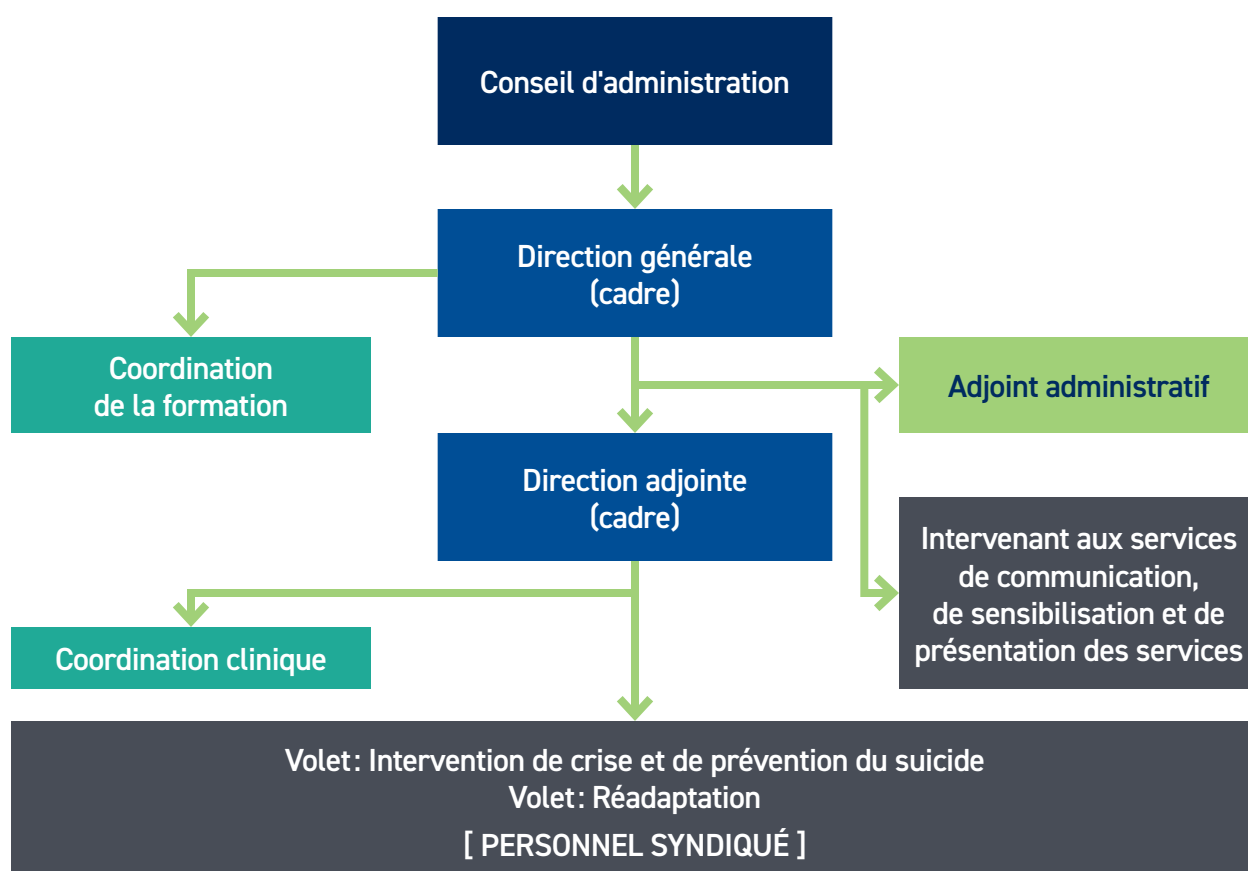 Conseil d'administration
Direction générale
(cadre)
Coordination
de la formation
Adjoint administratif
Direction adjointe
(cadre)
Intervenant aux services
de communication,
de sensibilisation et de
présentation des services
Coordination clinique
Volet : Intervention de crise et de prévention du suicide
Volet : Réadaptation
[ PERSONNEL SYNDIQUÉ ]